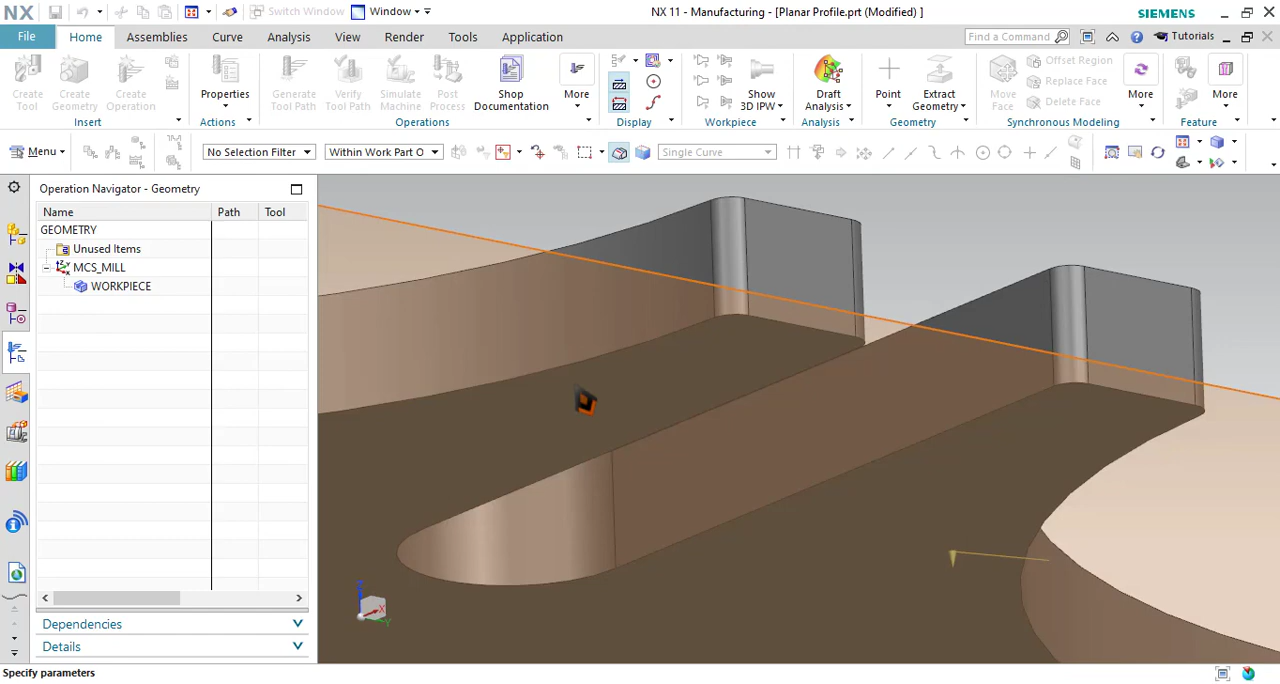 NX Switch Window Window NX 11 - Manufacturing - [Planar Profile.prt (Modified) ] SIEMENS
File Home Assemblies Curve Analysis View Render Tools Application Find a Command Tutorials
Create Tool Create Geometry Create Operation Properties Generate Tool Path Verify Tool Path Simulate Machine Post Process Shop Documentation More Show 3D IPW Draft Analysis Point Extract Geometry Move Face Offset Region Replace Face Delete Face More More
Insert Actions Operations Display Workpiece Analysis Geometry Synchronous Modeling Feature
Menu No Selection Filter Within Work Part O Single Curve
Operation Navigator - Geometry
Name Path Tool
GEOMETRY
Unused Items
MCS_MILL
WORKPIECE
Z
X
Y
Dependencies
Details
Specify parameters